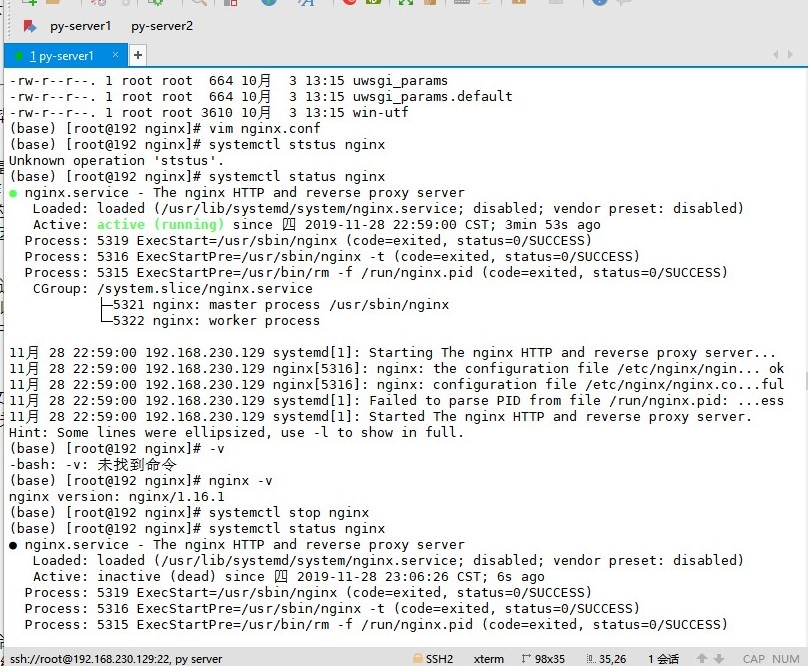 py-server1 py-server2
1 py-server1 × +
-rw-r--r--. 1 root root  664 10月  3 13:15 uwsgi_params
-rw-r--r--. 1 root root  664 10月  3 13:15 uwsgi_params.default
-rw-r--r--. 1 root root 3610 10月  3 13:15 win-utf
(base) [root@192 nginx]# vim nginx.conf
(base) [root@192 nginx]# systemctl ststus nginx
Unknown operation 'ststus'.
(base) [root@192 nginx]# systemctl status nginx
● nginx.service - The nginx HTTP and reverse proxy server
   Loaded: loaded (/usr/lib/systemd/system/nginx.service; disabled; vendor preset: disabled)
   Active: active (running) since 四 2019-11-28 22:59:00 CST; 3min 53s ago
  Process: 5319 ExecStart=/usr/sbin/nginx (code=exited, status=0/SUCCESS)
  Process: 5316 ExecStartPre=/usr/sbin/nginx -t (code=exited, status=0/SUCCESS)
  Process: 5315 ExecStartPre=/usr/bin/rm -f /run/nginx.pid (code=exited, status=0/SUCCESS)
   CGroup: /system.slice/nginx.service
           ├─5321 nginx: master process /usr/sbin/nginx
           └─5322 nginx: worker process
11月 28 22:59:00 192.168.230.129 systemd[1]: Starting The nginx HTTP and reverse proxy server...
11月 28 22:59:00 192.168.230.129 nginx[5316]: nginx: the configuration file /etc/nginx/ngin... ok
11月 28 22:59:00 192.168.230.129 nginx[5316]: nginx: configuration file /etc/nginx/nginx.co...ful
11月 28 22:59:00 192.168.230.129 systemd[1]: Failed to parse PID from file /run/nginx.pid: ...ess
11月 28 22:59:00 192.168.230.129 systemd[1]: Started The nginx HTTP and reverse proxy server.
Hint: Some lines were ellipsized, use -l to show in full.
(base) [root@192 nginx]# -v
-bash: -v: 未找到命令
(base) [root@192 nginx]# nginx -v
nginx version: nginx/1.16.1
(base) [root@192 nginx]# systemctl stop nginx
(base) [root@192 nginx]# systemctl status nginx
● nginx.service - The nginx HTTP and reverse proxy server
   Loaded: loaded (/usr/lib/systemd/system/nginx.service; disabled; vendor preset: disabled)
   Active: inactive (dead) since 四 2019-11-28 23:06:26 CST; 6s ago
  Process: 5319 ExecStart=/usr/sbin/nginx (code=exited, status=0/SUCCESS)
  Process: 5316 ExecStartPre=/usr/sbin/nginx -t (code=exited, status=0/SUCCESS)
  Process: 5315 ExecStartPre=/usr/bin/rm -f /run/nginx.pid (code=exited, status=0/SUCCESS)
ssh://root@192.168.230.129:22, py server SSH2 xterm 98x35 35,26 1 会话 CAP NUM